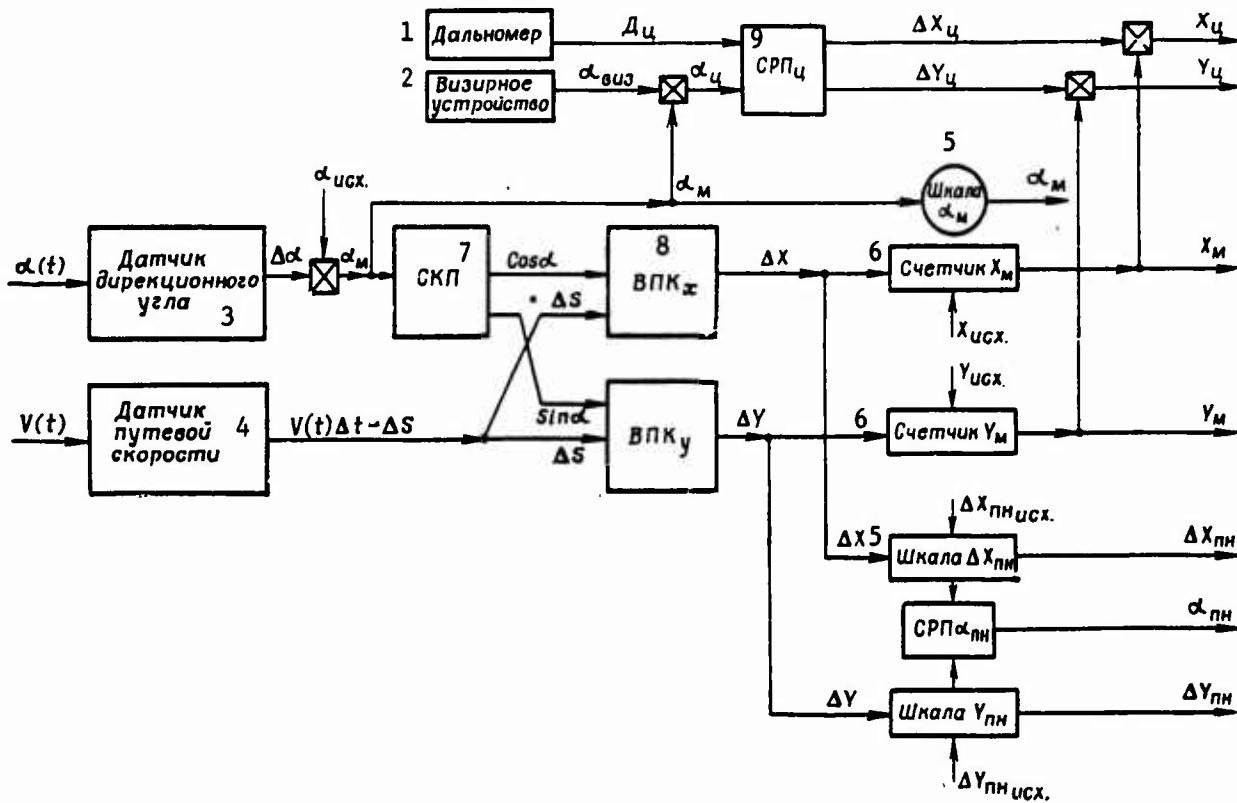 1 Дальномер Дц 9 СРПц ΔXц Xц
2 Визирное устройство αвиз αц ΔYц Yц
5
αисх. αм Шкала αм αм
α(t) Датчик дирекционного угла 3 Δα αм 7 СКП Cosα 8 ВПКx ΔX 6 Счетчик Xм Xм
ΔS
Xисх.
Yисх.
V(t) Датчик путевой скорости 4 V(t)Δt-ΔS Sinα ΔS ВПКy ΔY 6 Счетчик Yм Yм
ΔXпн исх.
ΔX 5 Шкала ΔXпн ΔXпн
СРПαпн αпн
ΔY Шкала Yпн ΔYпн
ΔYпн исх.